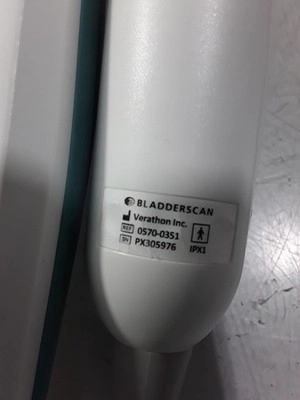 BLADDERSCAN
Verathon Inc.
REF 0570-0351
SN PX305976 IPX1